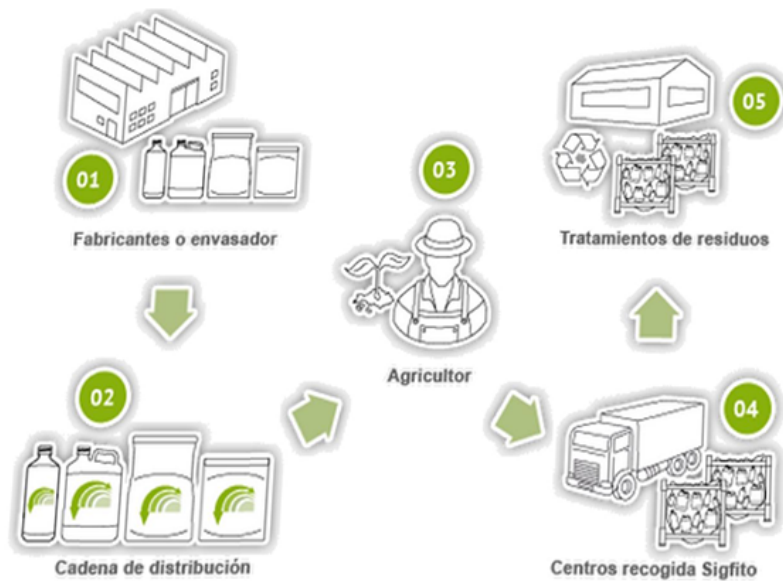 01
Fabricantes o envasador
02
Cadena de distribución
03
Agricultor
04
Centros recogida Sigfito
05
Tratamientos de residuos